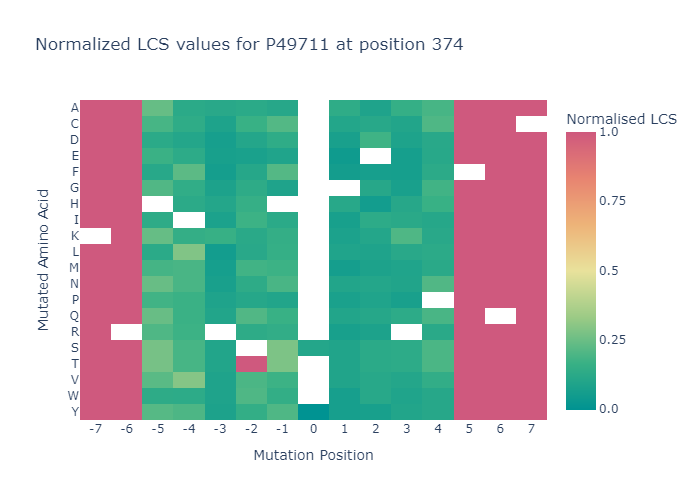 Normalized LCS values for P49711 at position 374
Normalised LCS
A
C
D
E
F
G
H
I
K
L
M
N
P
Q
R
S
T
V
W
Y
Mutated Amino Acid
1.0
0.75
0.5
0.25
0.0
-7 -6 -5 -4 -3 -2 -1 0 1 2 3 4 5 6 7
Mutation Position